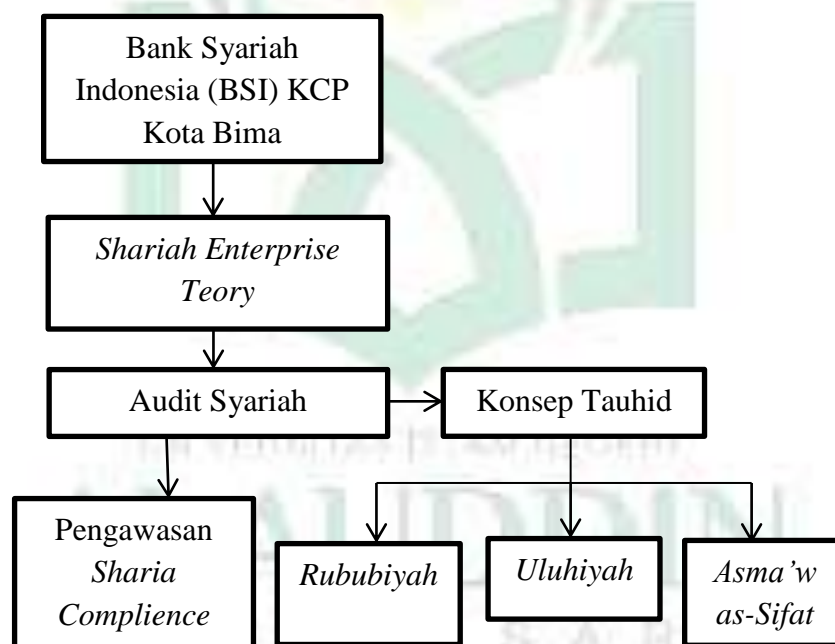 Bank Syariah
Indonesia (BSI) KCP
Kota Bima
Shariah Enterprise
Teory
Audit Syariah
Konsep Tauhid
Pengawasan
Sharia
Complience
Rububiyah
Uluhiyah
Asma’w
as-Sifat